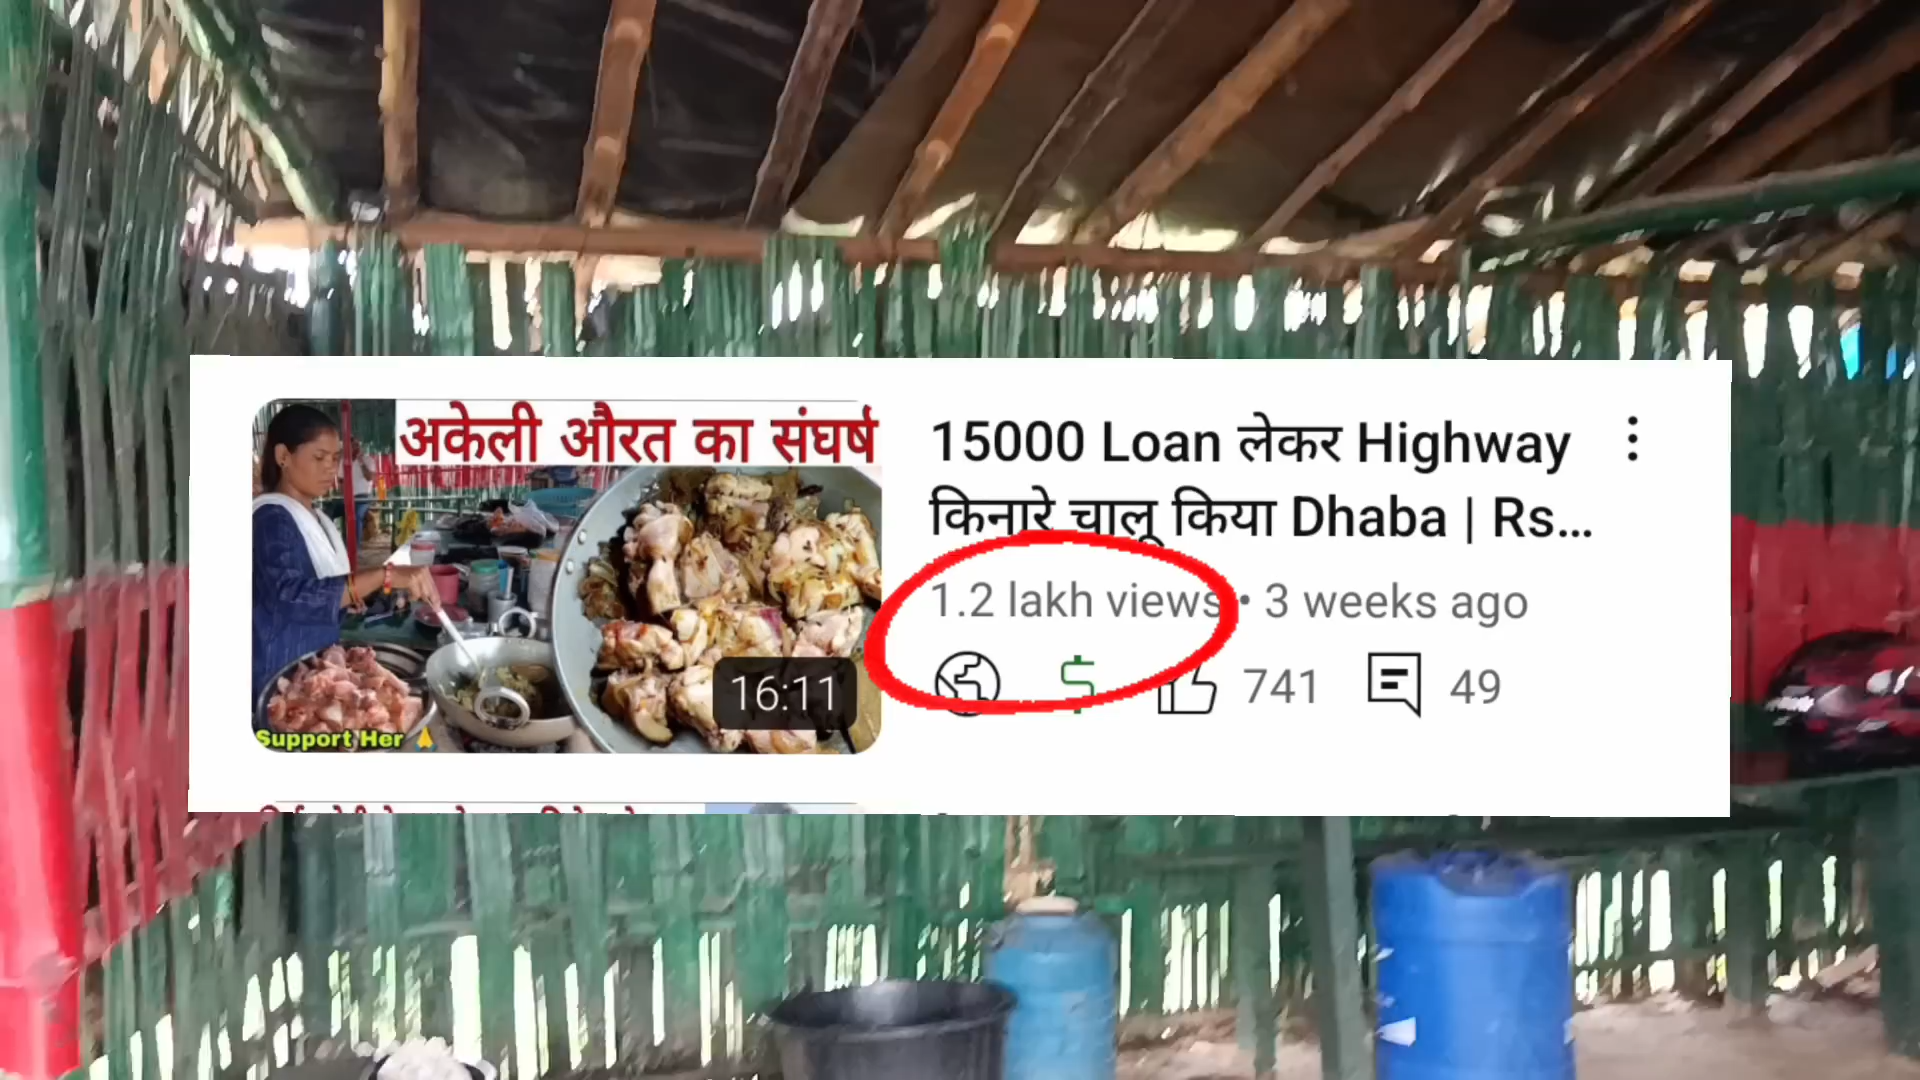 अकेली औरत का संघर्ष
Support Her 🙏
16:11
15000 Loan लेकर Highway
किनारे चालू किया Dhaba | Rs...
1.2 lakh views • 3 weeks ago
741 49